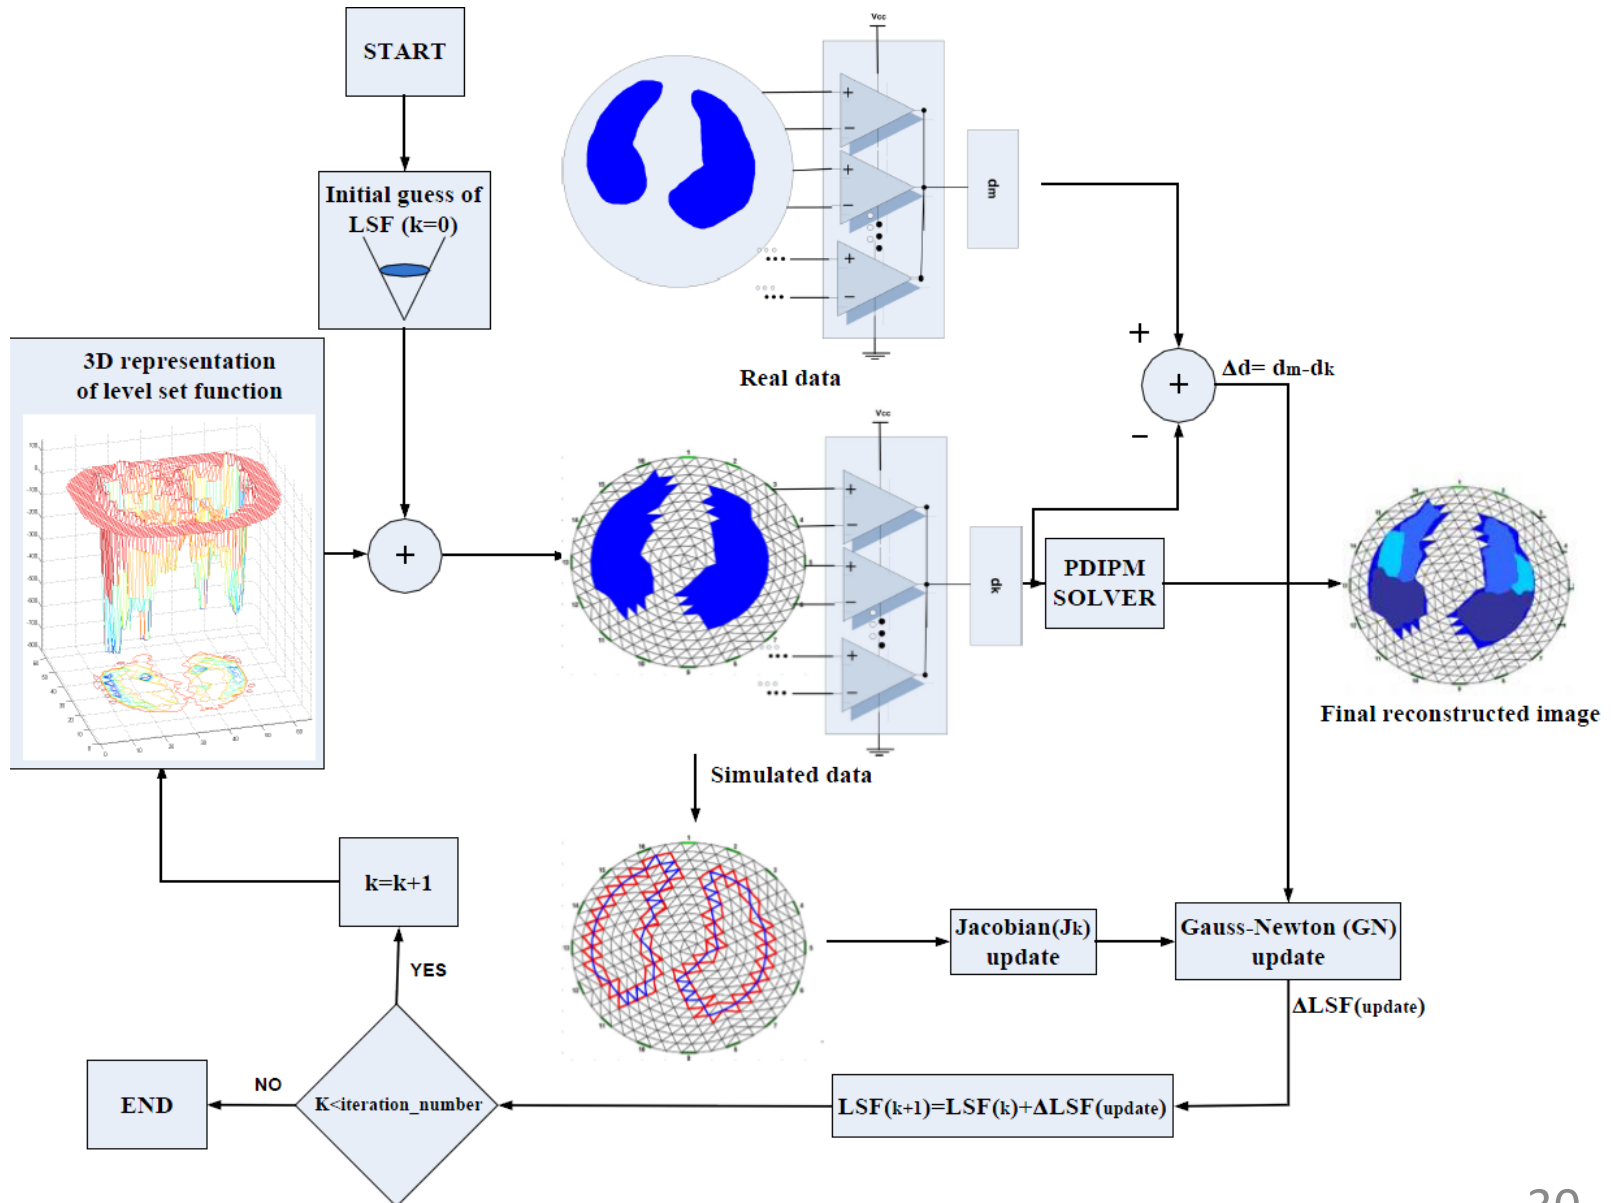 START
Initial guess of
LSF (k=0)
Vcc
+
−
+
−
+
−
dm
Real data
3D representation
of level set function
+
+
−
+
Δd= dm-dk
Vcc
+
−
+
−
+
−
dk
PDIPM
SOLVER
Final reconstructed image
Simulated data
k=k+1
YES
Jacobian(Jk)
update
Gauss-Newton (GN)
update
ΔLSF(update)
LSF(k+1)=LSF(k)+ΔLSF(update)
K<iteration_number
NO
END